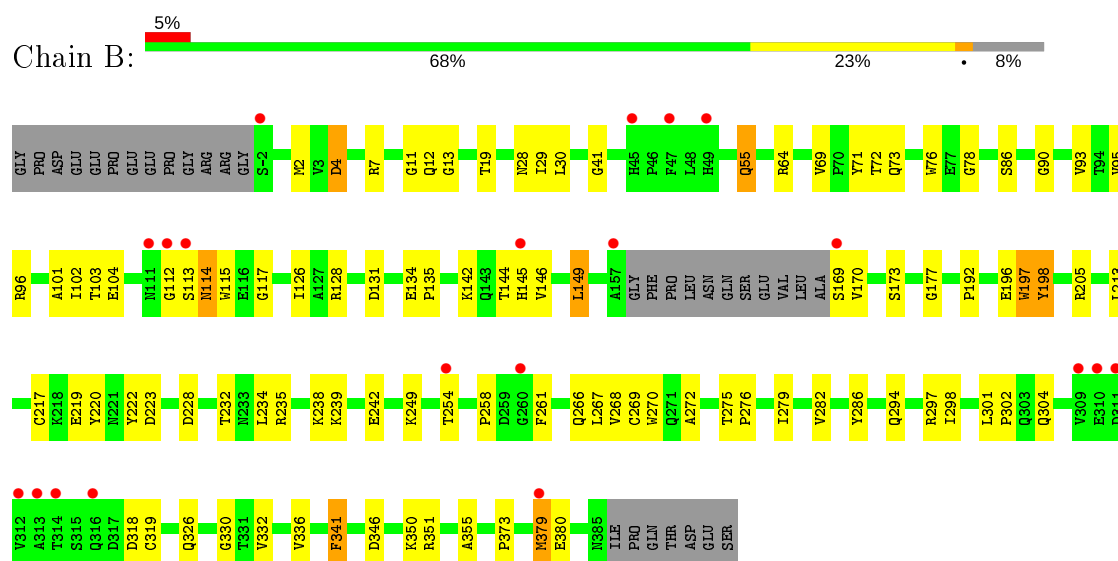 5%
Chain B:
68% 23% • 8%
GLY PRO ASP GLU GLU PRO GLU GLU PRO GLY ARG ARG GLY S-2 M2 V3 D4 R7 G11 Q12 G13 T19 N28 I29 L30 G41 H45 P46 F47 L48 H49 Q55 R64 V69 P70 Y71 T72 Q73 W76 E77 G78 S86 G90 V93 T94 V95
R96 A101 I102 T103 E104 N111 G112 S113 N114 W115 E116 G117 I126 A127 R128 D131 E134 P135 K142 Q143 T144 H145 V146 L149 A157 GLY PHE PRO LEU ASN GLN SER GLU VAL LEU ALA S169 V170 S173 G177 P192 E196 W197 Y198 R205 L213
C217 K218 E219 Y220 N221 Y222 D223 D228 T232 N233 L234 R235 K238 K239 E242 K249 T254 P258 D259 G260 F261 Q266 L267 V268 C269 W270 Q271 A272 T275 P276 I279 V282 Y286 Q294 R297 I298 L301 P302 Q303 Q304 V309 E310 D311
V312 A313 T314 S315 Q316 D317 D318 C319 Q326 G330 T331 V332 V336 F341 D346 K350 R351 A355 P373 M379 E380 N385 ILE PRO GLN THR ASP GLU SER